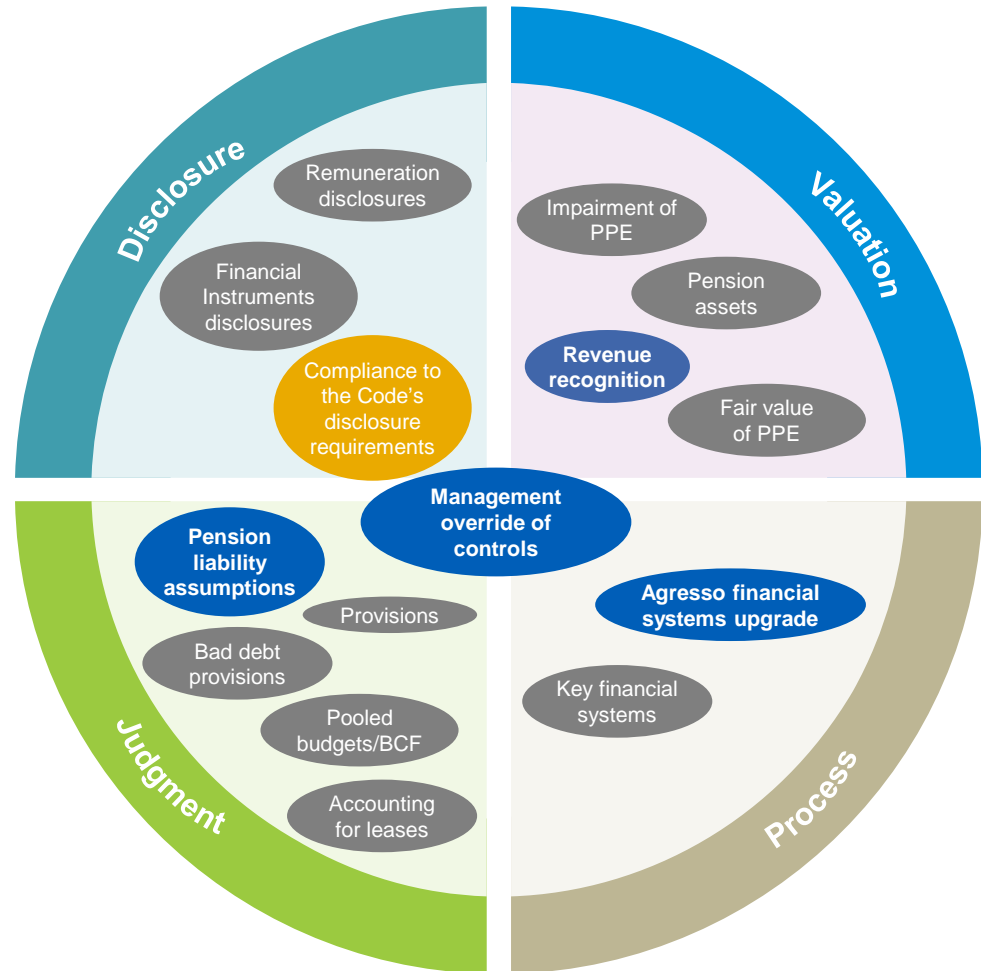 Disclosure
Remuneration
disclosures
Financial
Instruments
disclosures
Compliance to
the Code's
disclosure
requirements
Valuation
Impairment of
PPE
Pension
assets
Revenue
recognition
Fair value
of PPE
Management
override of
controls
Judgment
Pension
liability
assumptions
Provisions
Bad debt
provisions
Pooled
budgets/BCF
Accounting
for leases
Process
Agresso financial
systems upgrade
Key financial
systems